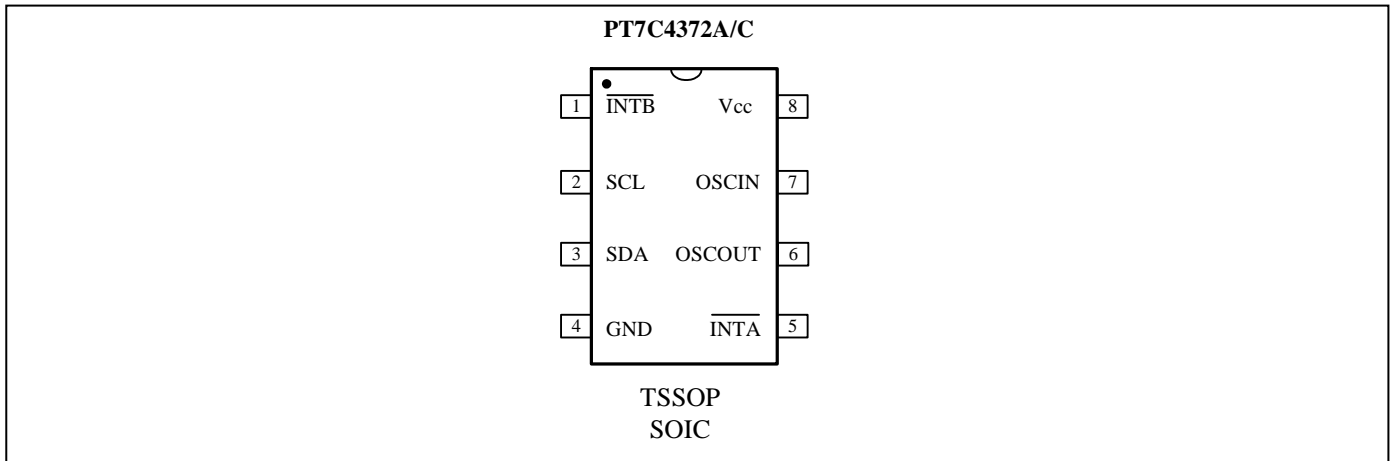 PT7C4372A/C
1 INTB Vcc 8
2 SCL OSCIN 7
3 SDA OSCOUT 6
4 GND INTA 5
TSSOP
SOIC